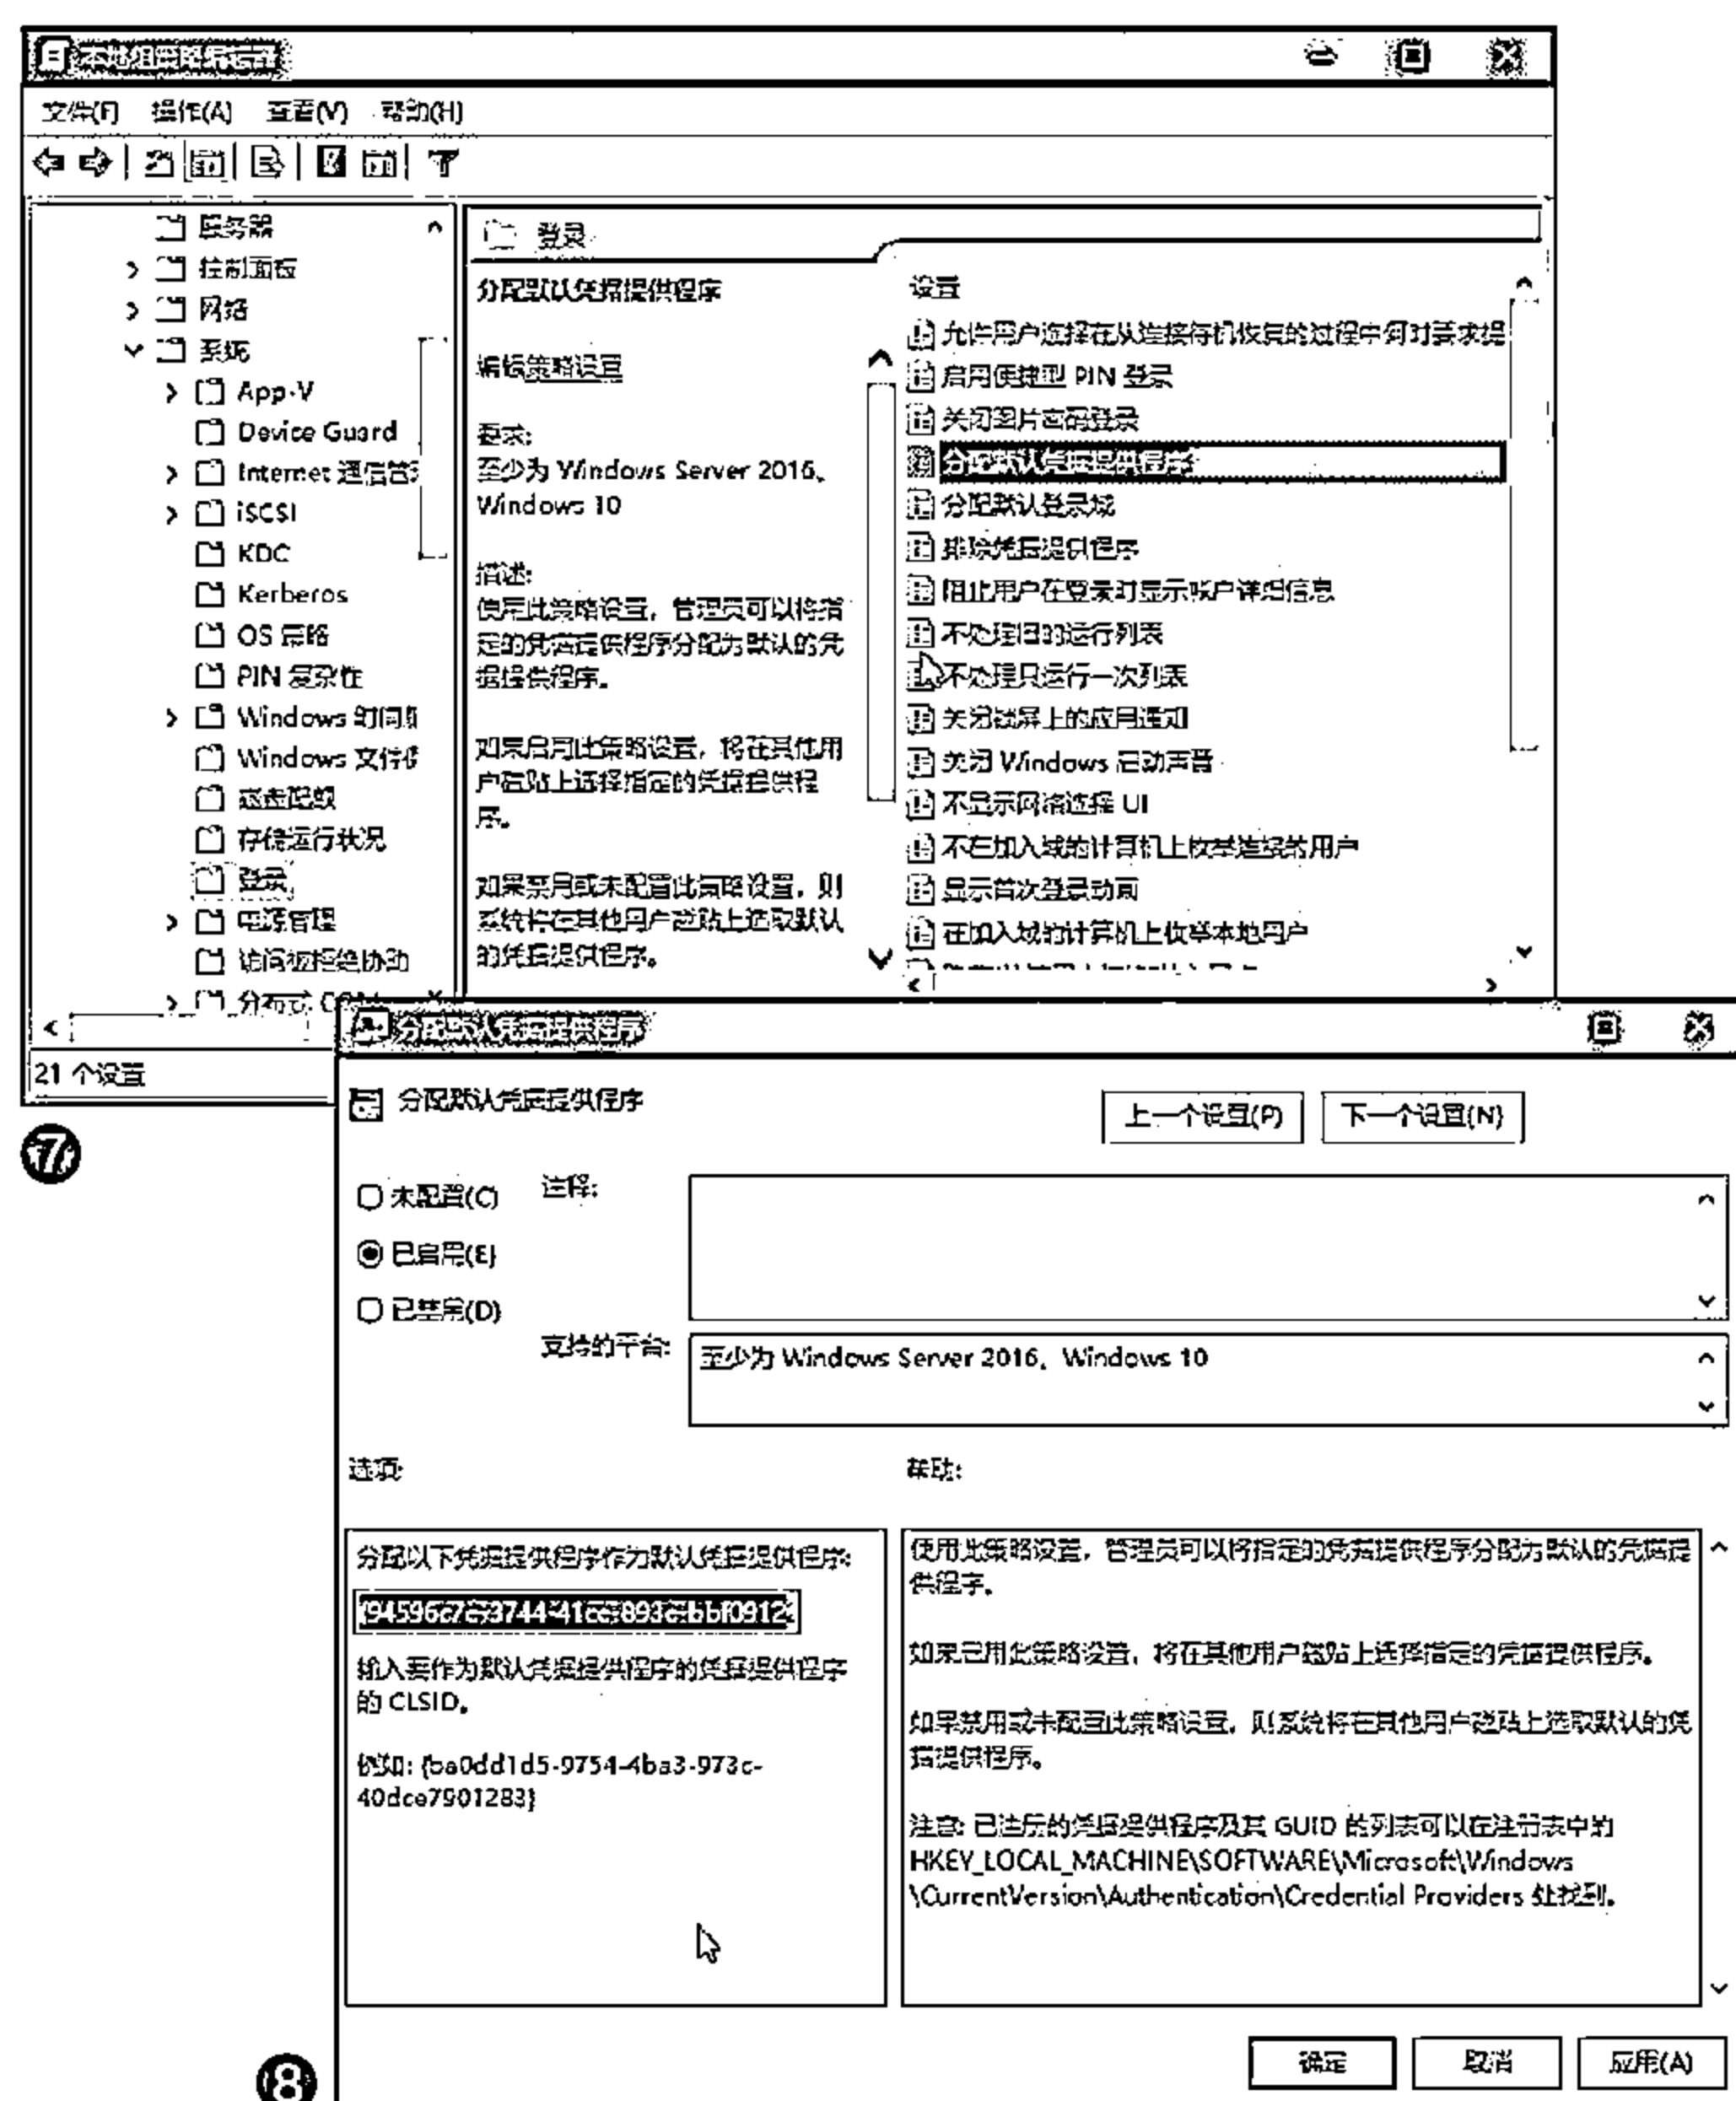 本地组策略编辑器
文件(F) 操作(A) 查看(V) 帮助(H)
服务器
控制面板
网络
系统
App-V
Device Guard
Internet 通信管
iSCSI
KDC
Kerberos
OS 策略
PIN 复杂性
Windows 时间服
Windows 文件保
磁盘配额
存储运行状况
登录
电源管理
访问被拒绝协助
分布式 COM
21 个设置
登录
分配默认凭据提供程序
编辑策略设置
要求:
至少为 Windows Server 2016、
Windows 10
描述:
使用此策略设置，管理员可以将指
定的凭据提供程序分配为默认的凭
据提供程序。
如果启用此策略设置，将在其他用
户磁贴上选择指定的凭据提供程
序。
如果禁用或未配置此策略设置，则
系统将在其他用户磁贴上选取默认
的凭据提供程序。
设置
允许用户选择在从连接待机恢复的过程中何时要求提
启用便捷型 PIN 登录
关闭图片密码登录
分配默认凭据提供程序
分配默认登录域
排除凭据提供程序
阻止用户在登录时显示帐户详细信息
不处理旧的运行列表
不处理只运行一次列表
关闭锁屏上的应用通知
关闭 Windows 启动声音
不显示网络选择 UI
不在加入域的计算机上枚举连接的用户
显示首次登录动画
在加入域的计算机上枚举本地用户
7
分配默认凭据提供程序
分配默认凭据提供程序
上一个设置(P) 下一个设置(N)
未配置(C) 注释:
已启用(E)
已禁用(D)
支持的平台: 至少为 Windows Server 2016、Windows 10
选项: 帮助:
分配以下凭据提供程序作为默认凭据提供程序:
{94596c7e-3744-41ce-893e-bbf0912
输入要作为默认凭据提供程序的凭据提供程序
的 CLSID。
例如: {ba0dd1d5-9754-4ba3-973c-
40dce7901283}
使用此策略设置，管理员可以将指定的凭据提供程序分配为默认的凭据提
供程序。
如果启用此策略设置，将在其他用户磁贴上选择指定的凭据提供程序。
如果禁用或未配置此策略设置，则系统将在其他用户磁贴上选取默认的凭
据提供程序。
注意: 已注册的凭据提供程序及其 GUID 的列表可以在注册表中的
HKEY_LOCAL_MACHINE\SOFTWARE\Microsoft\Windows
\CurrentVersion\Authentication\Credential Providers 处找到。
确定 取消 应用(A)
8